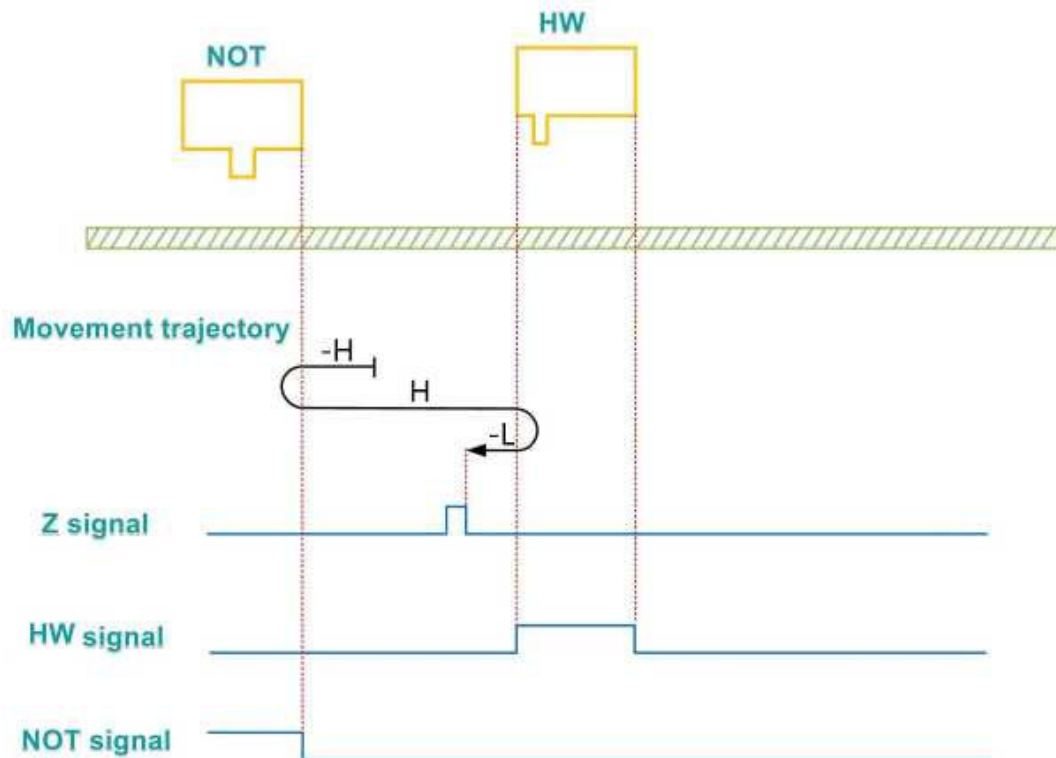 HW
NOT
Movement trajectory
-H
H
-L
Z signal
HW signal
NOT signal